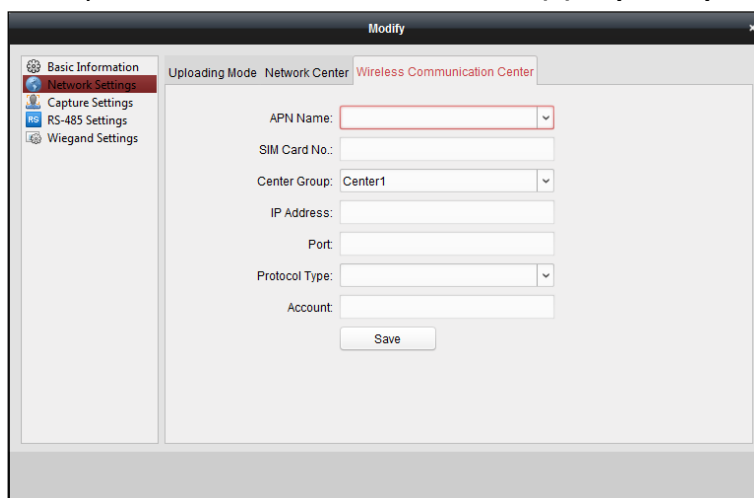 Modify
Basic Information
Network Settings
Capture Settings
RS RS-485 Settings
Wiegand Settings
Uploading Mode Network Center Wireless Communication Center
APN Name:
SIM Card No.:
Center Group: Center1
IP Address:
Port:
Protocol Type:
Account:
Save